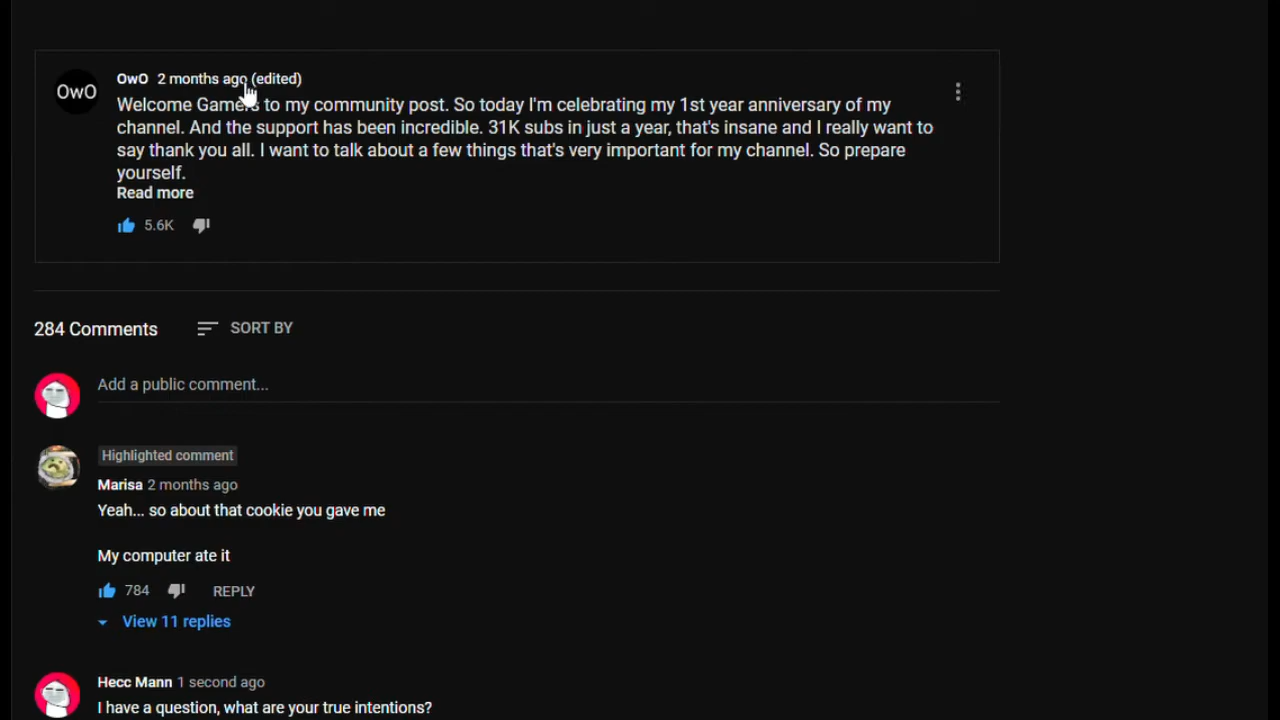 OwO
OwO 2 months ago (edited)
Welcome Gamers to my community post. So today I'm celebrating my 1st year anniversary of my
channel. And the support has been incredible. 31K subs in just a year, that's insane and I really want to
say thank you all. I want to talk about a few things that's very important for my channel. So prepare
yourself.
Read more
5.6K
284 Comments SORT BY
Add a public comment...
Highlighted comment
Marisa 2 months ago
Yeah... so about that cookie you gave me
My computer ate it
784 REPLY
View 11 replies
Hecc Mann 1 second ago
I have a question, what are your true intentions?